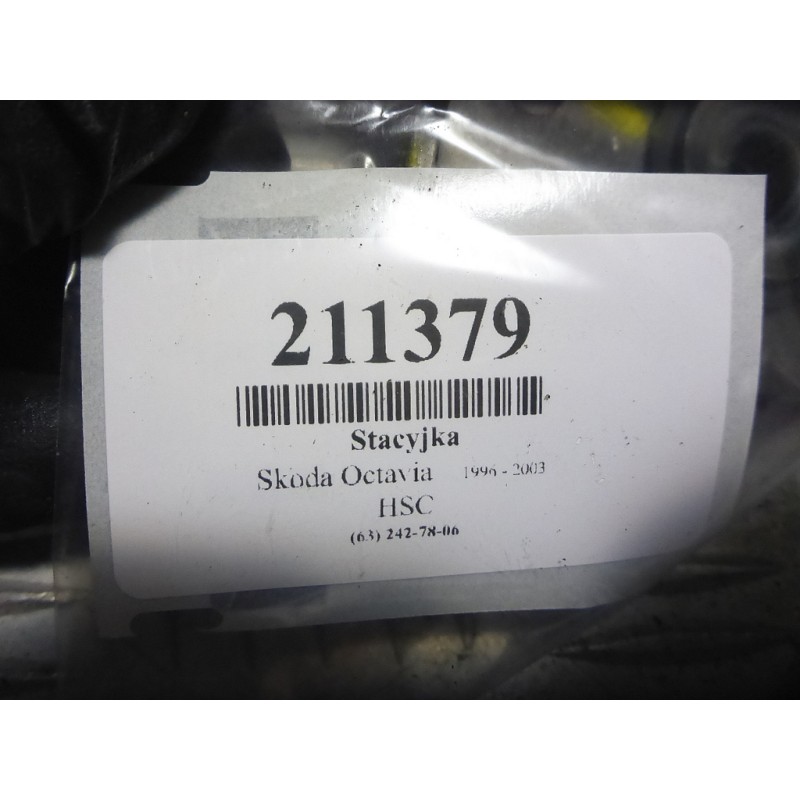 211379
Stacyjka
Skoda Octavia 1996 - 2003
HSC
(63) 242-78-06